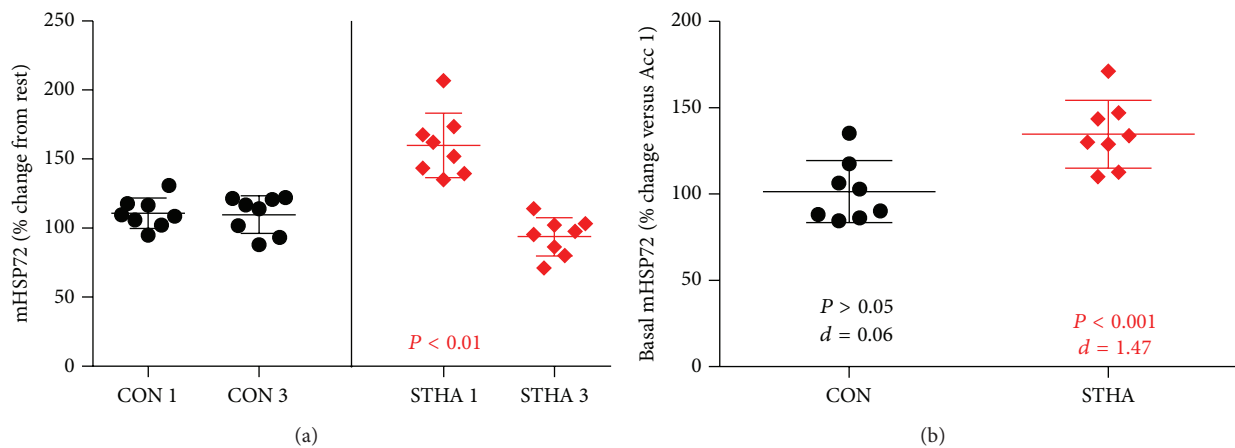 mHSP72 (% change from rest)
250
200
150
100
50
0
P < 0.01
CON 1 CON 3 STHA 1 STHA 3
(a)
Basal mHSP72 (% change versus Acc 1)
200
150
100
50
0
P > 0.05
d = 0.06
P < 0.001
d = 1.47
CON STHA
(b)